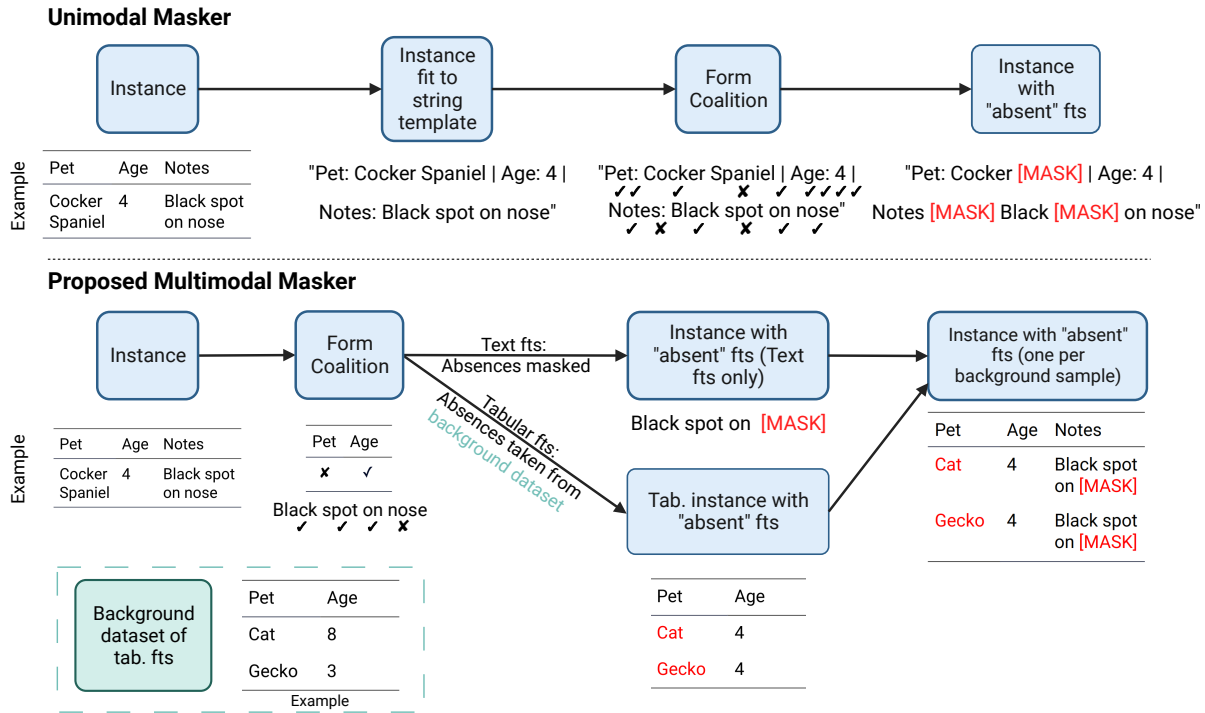 Unimodal Masker
Instance
Instance
fit to
string
template
Form
Coalition
Instance
with
"absent" fts
Example
Pet Age Notes
Cocker Spaniel 4 Black spot on nose
"Pet: Cocker Spaniel | Age: 4 |
Notes: Black spot on nose"
"Pet: Cocker Spaniel | Age: 4 |
✓✓ ✓ ✘ ✓ ✓✓✓✓
Notes: Black spot on nose"
✓ ✘ ✓ ✘ ✓ ✓
"Pet: Cocker [MASK] | Age: 4 |
Notes [MASK] Black [MASK] on nose"
Proposed Multimodal Masker
Instance
Form
Coalition
Text fts:
Absences masked
Tabular fts:
Absences taken from
background dataset
Instance with
"absent" fts (Text
fts only)
Instance with "absent"
fts (one per
background sample)
Example
Pet Age Notes
Cocker Spaniel 4 Black spot on nose
Pet Age
✘ ✓
Black spot on nose
✓ ✓ ✓ ✘
Black spot on [MASK]
Tab. instance with
"absent" fts
Pet Age Notes
Cat 4 Black spot on [MASK]
Gecko 4 Black spot on [MASK]
Background
dataset of
tab. fts
Pet Age
Cat 8
Gecko 3
Example
Pet Age
Cat 4
Gecko 4